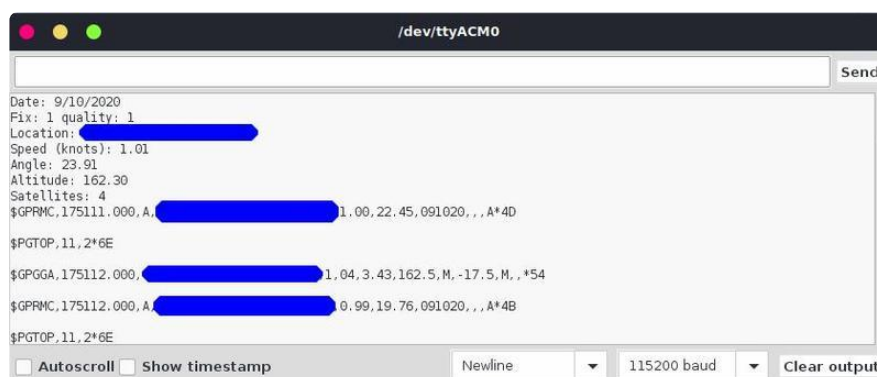 /dev/ttyACM0
Send
Date: 9/10/2020
Fix: 1 quality: 1
Location:
Speed (knots): 1.01
Angle: 23.91
Altitude: 162.30
Satellites: 4
$GPRMC,175111.000,A, 1.00,22.45,091020,,,A*4D
$PGTOP,11,2*6E
$GPGGA,175112.000, 1,04,3.43,162.5,M,-17.5,M,,*54
$GPRMC,175112.000,A 0.99,19.76,091020,,,A*4B
$PGTOP,11,2*6E
Autoscroll Show timestamp Newline 115200 baud Clear output